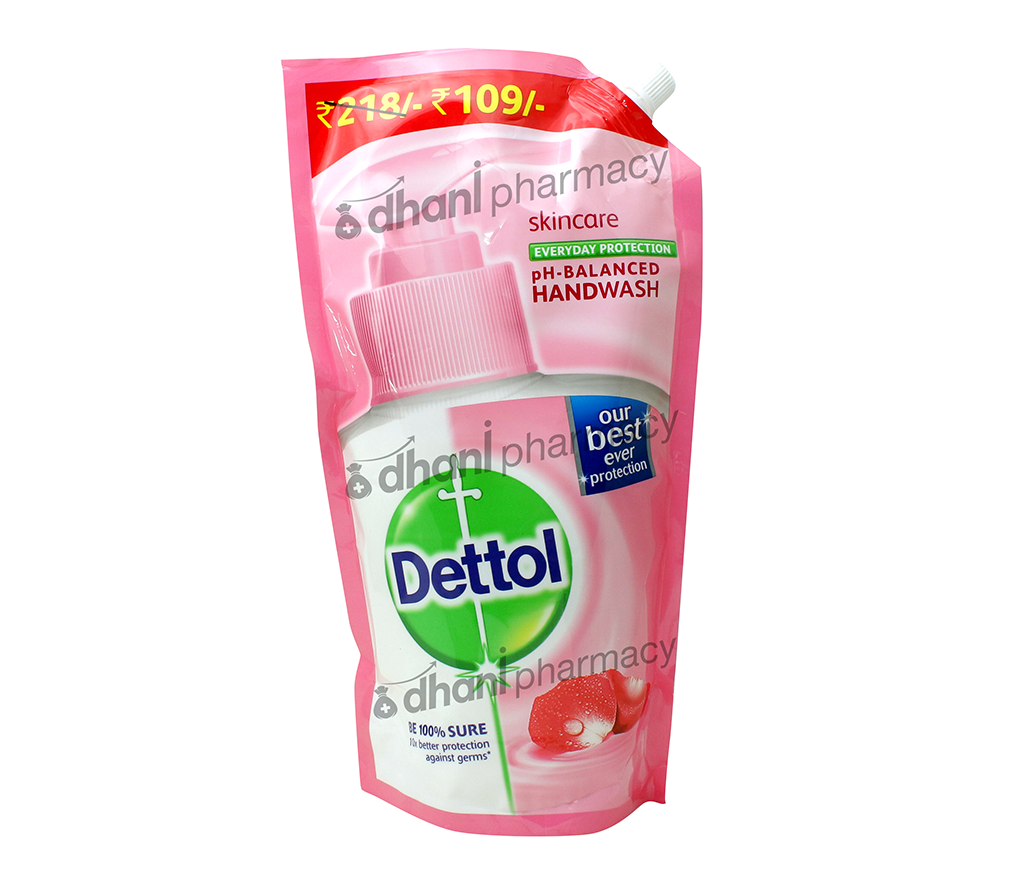 ₹218/- ₹109/-
dhani pharmacy
skincare
EVERYDAY PROTECTION
pH-BALANCED
HANDWASH
our
best
ever
protection
dhani pharmacy
Dettol
dhani pharmacy
BE 100% SURE
10x better protection
against germs*